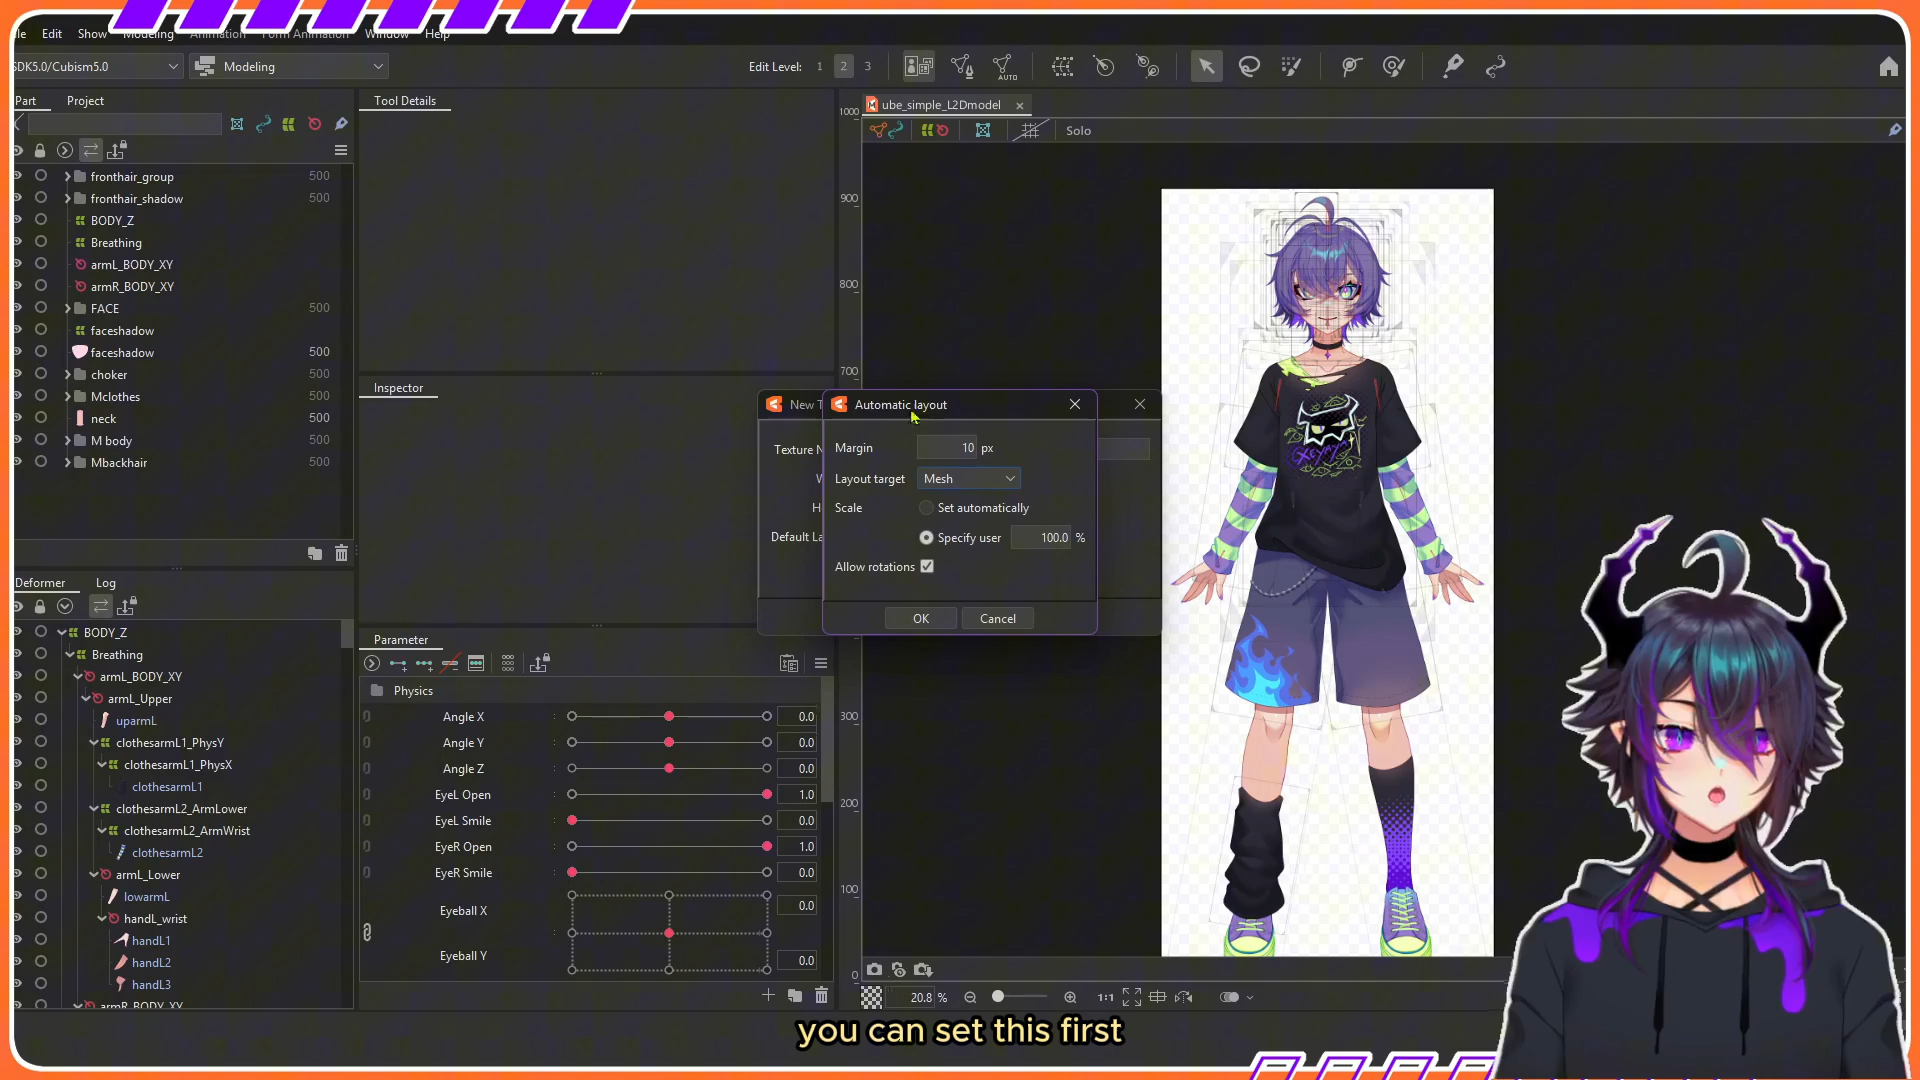 le Edit Show Modeling Animation Form Animation Window Help
SDK5.0/Cubism5.0
Modeling
Edit Level: 1 2 3
AUTO
Part Project
fronthair_group 500
fronthair_shadow 500
BODY_Z
Breathing
armL_BODY_XY
armR_BODY_XY
FACE 500
faceshadow
faceshadow 500
choker 500
Mclothes 500
neck 500
M body 500
Mbackhair 500
Deformer Log
BODY_Z
Breathing
armL_BODY_XY
armL_Upper
uparmL
clothesarmL1_PhysY
clothesarmL1_PhysX
clothesarmL1
clothesarmL2_ArmLower
clothesarmL2_ArmWrist
clothesarmL2
armL_Lower
lowarmL
handL_wrist
handL1
handL2
handL3
armR_BODY_XY
Tool Details
Inspector
Parameter
Physics
Angle X : 0.0
Angle Y : 0.0
Angle Z : 0.0
EyeL Open : 1.0
EyeL Smile : 0.0
EyeR Open : 1.0
EyeR Smile : 0.0
Eyeball X 0.0
:
Eyeball Y 0.0
ube_simple_L2Dmodel
Solo
1000
900
800
700
300
200
100
0
New T
Texture N
W
H
Default La
Automatic layout
Margin 10 px
Layout target Mesh
Scale Set automatically
Specify user 100.0 %
Allow rotations
OK Cancel
XEYAYA
20.8 %
1:1
you can set this first